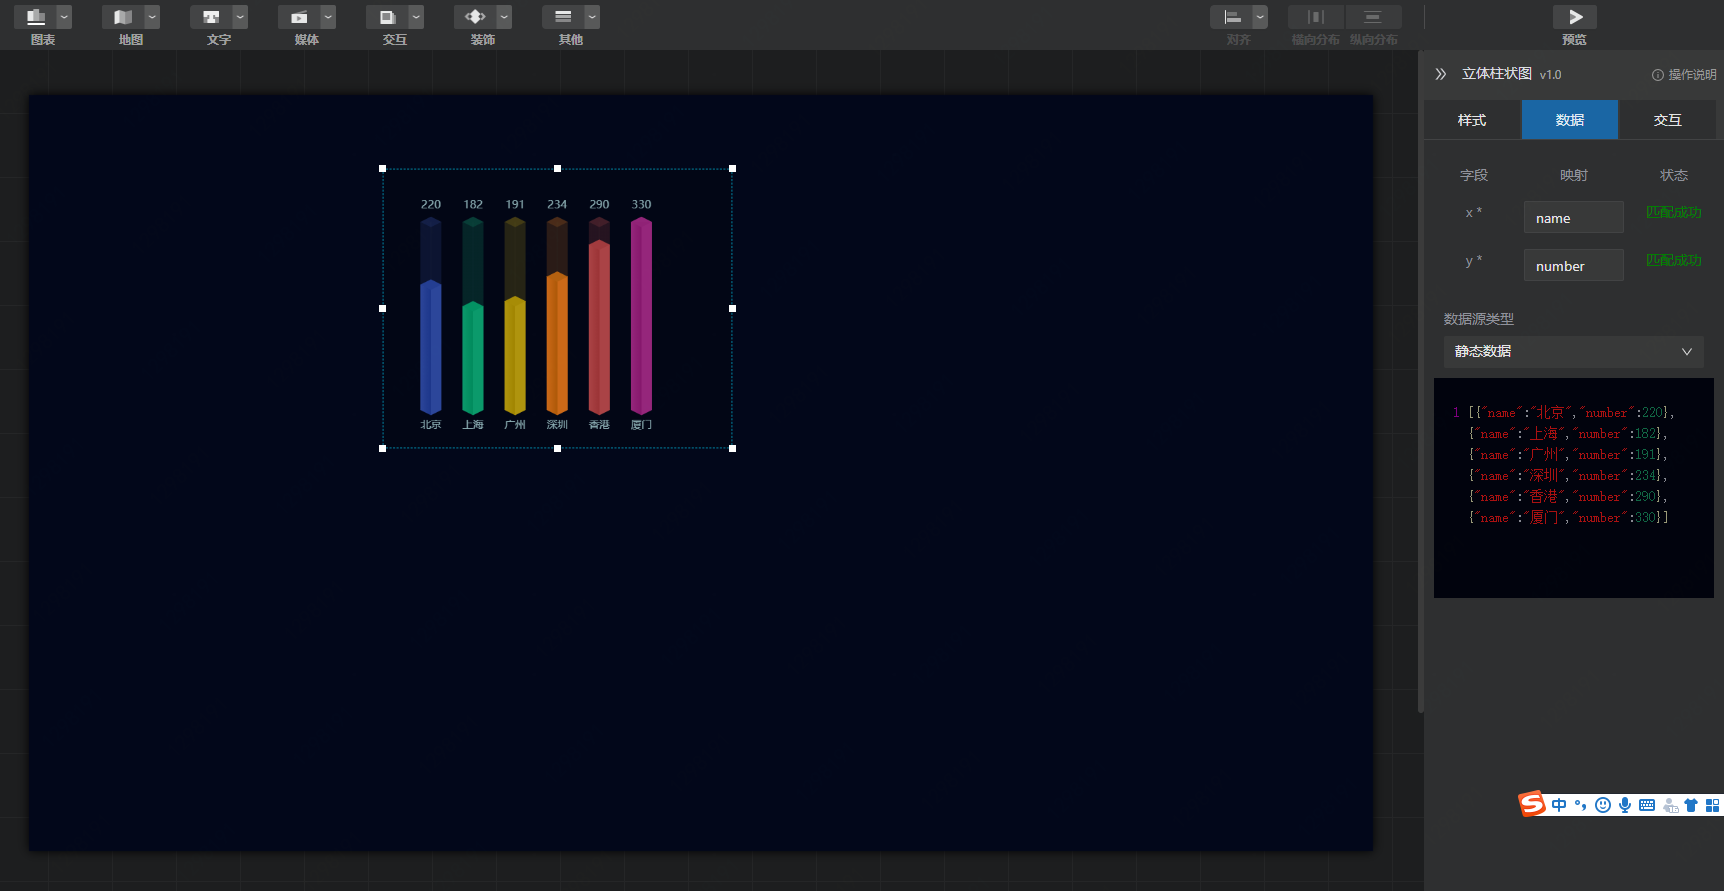 图表 地图 文字 媒体 交互 装饰 其他 对齐 横向分布 纵向分布 预览
立体柱状图 v1.0 操作说明
样式 数据 交互
字段 映射 状态
x * name 匹配成功
y * number 匹配成功
数据源类型
静态数据
1 [{"name":"北京","number":220},
{"name":"上海","number":182},
{"name":"广州","number":191},
{"name":"深圳","number":234},
{"name":"香港","number":290},
{"name":"厦门","number":330}]
220 182 191 234 290 330
北京 上海 广州 深圳 香港 厦门
S 中